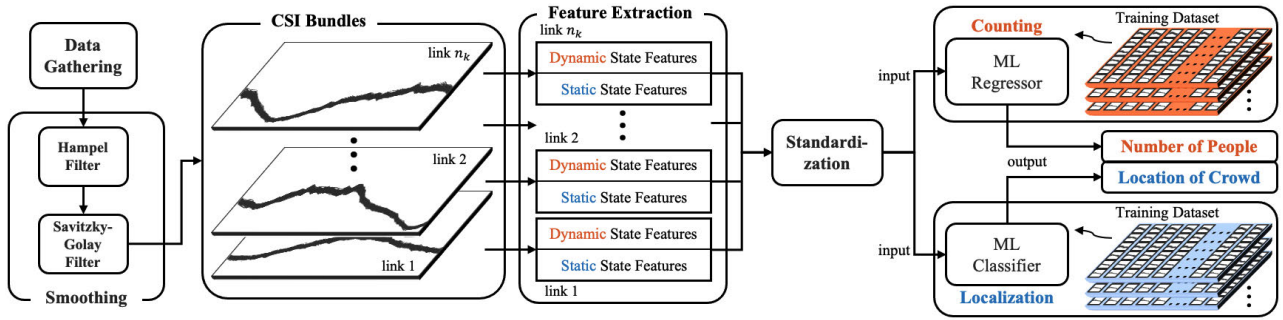 Data
Gathering
Hampel
Filter
Savitzky-
Golay
Filter
Smoothing
CSI Bundles
link nₖ
link 2
link 1
Feature Extraction
link nₖ
Dynamic State Features
Static State Features
link 2
Dynamic State Features
Static State Features
Dynamic State Features
Static State Features
link 1
Standardi-
zation
input
input
Counting
Training Dataset
ML
Regressor
Number of People
output
Location of Crowd
Training Dataset
ML
Classifier
Localization